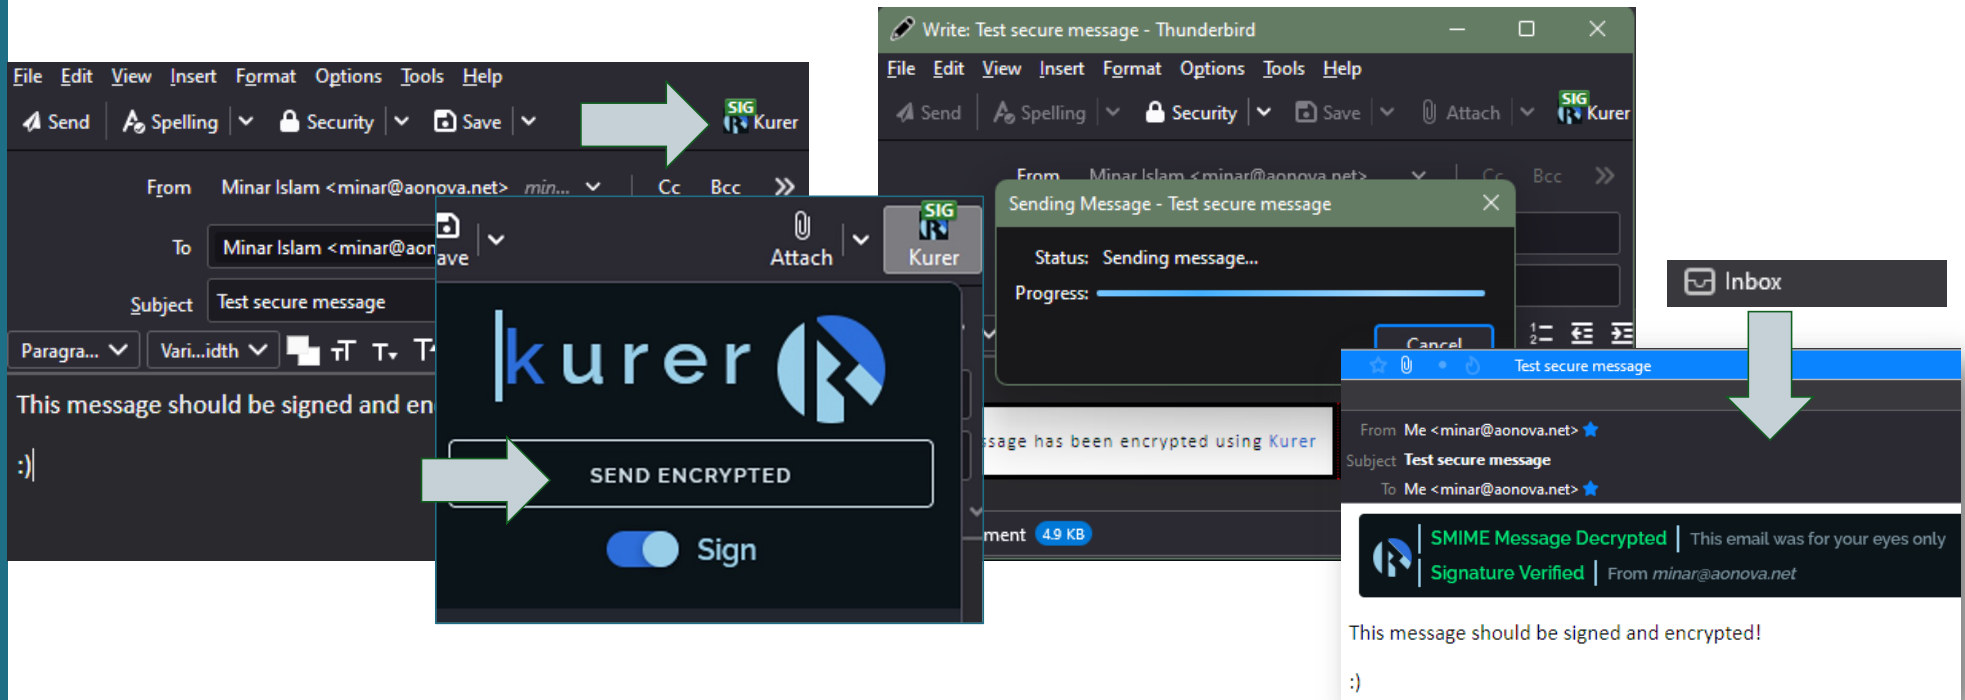 File Edit View Insert Format Options Tools Help
Send Spelling Security Save SIG Kurer
From Minar Islam <minar@aonova.net> min... Cc Bcc
To Minar Islam <minar@aon
Subject Test secure message
Paragra... Vari...idth
This message should be signed and en
:)
ave Attach SIG Kurer
kurer
SEND ENCRYPTED
Sign
Write: Test secure message - Thunderbird
File Edit View Insert Format Options Tools Help
Send Spelling Security Save Attach SIG Kurer
From Minar Islam <minar@aonova.net> Cc Bcc
Sending Message - Test secure message
Status: Sending message...
Progress:
Cancel
ssage has been encrypted using Kurer
ment 4.9 KB
Inbox
Test secure message
From Me <minar@aonova.net>
Subject Test secure message
To Me <minar@aonova.net>
SMIME Message Decrypted This email was for your eyes only
Signature Verified From minar@aonova.net
This message should be signed and encrypted!
:)